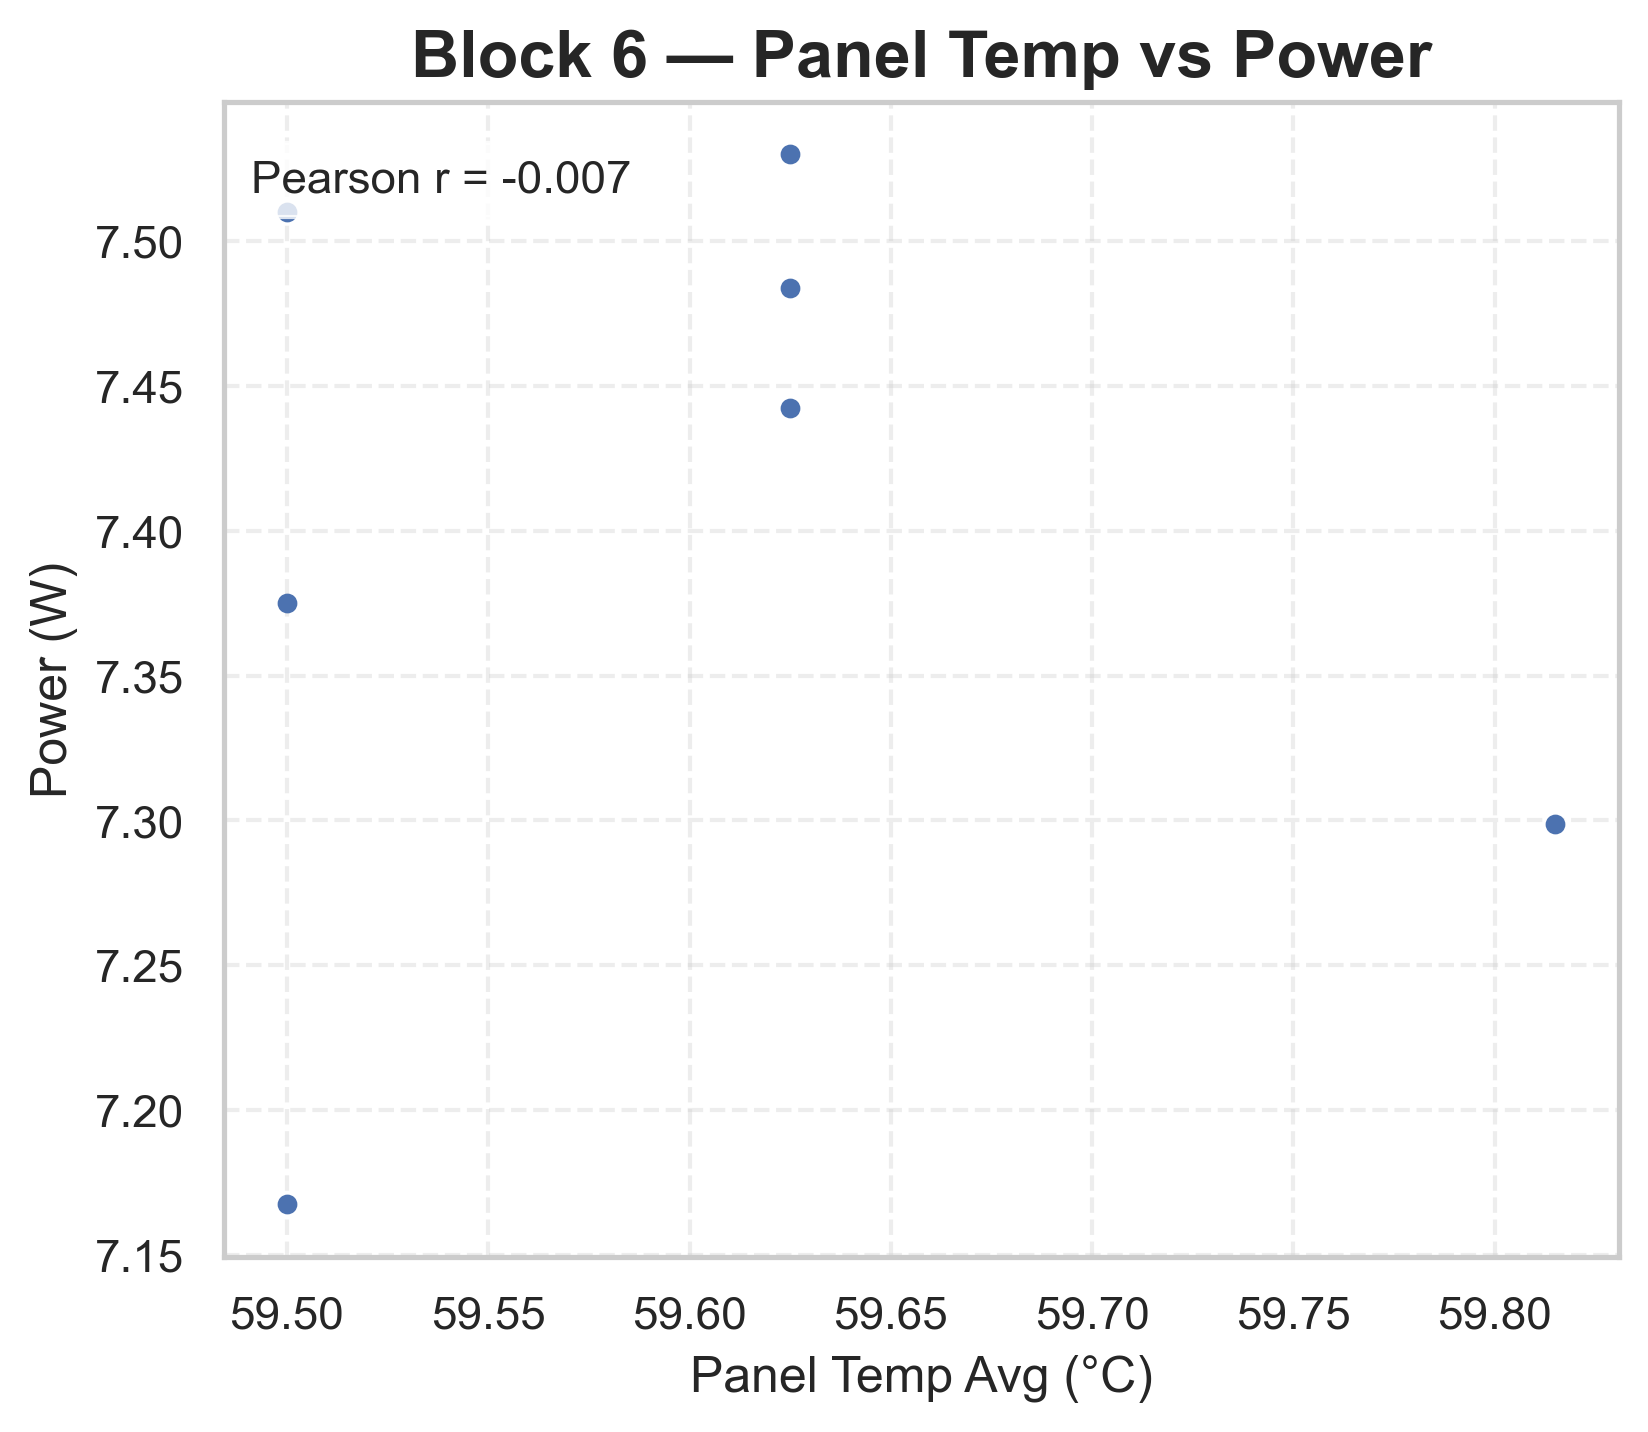 Block 6 — Panel Temp vs Power
Pearson r = -0.007
7.50
7.45
7.40
7.35
7.30
7.25
7.20
7.15
Power (W)
59.50 59.55 59.60 59.65 59.70 59.75 59.80
Panel Temp Avg (°C)